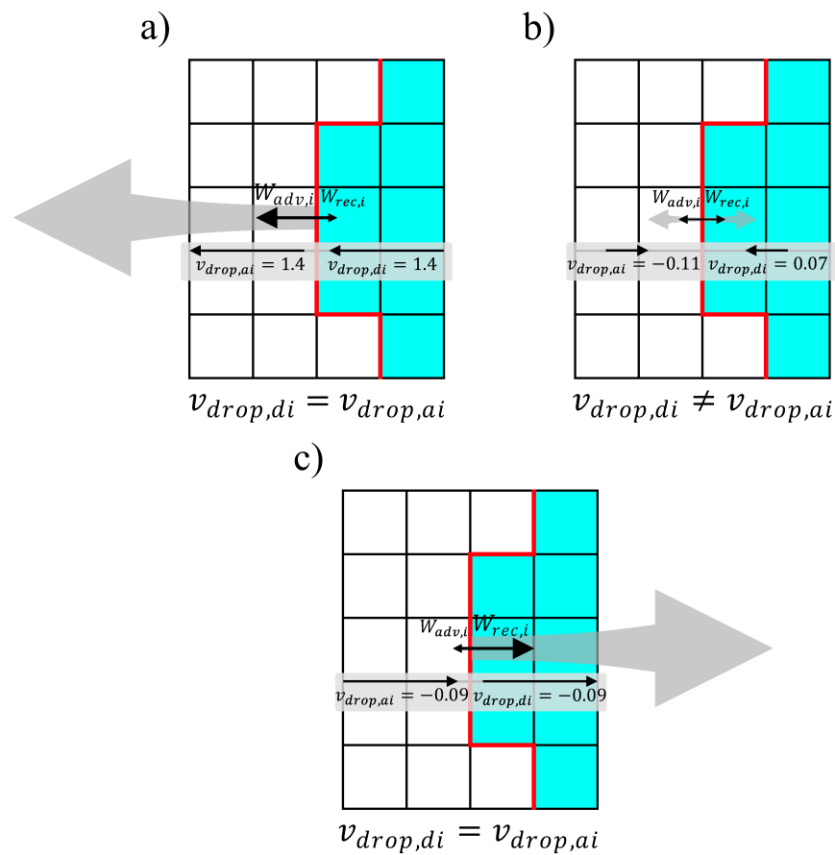 a)
b)
W_{adv,i} W_{rec,i}
W_{adv,i} W_{rec,i}
v_{drop,ai} = 1.4 v_{drop,di} = 1.4
v_{drop,ai} = −0.11 v_{drop,di} = 0.07
v_{drop,di} = v_{drop,ai}
v_{drop,di} ≠ v_{drop,ai}
c)
W_{adv,i} W_{rec,i}
v_{drop,ai} = −0.09 v_{drop,di} = −0.09
v_{drop,di} = v_{drop,ai}